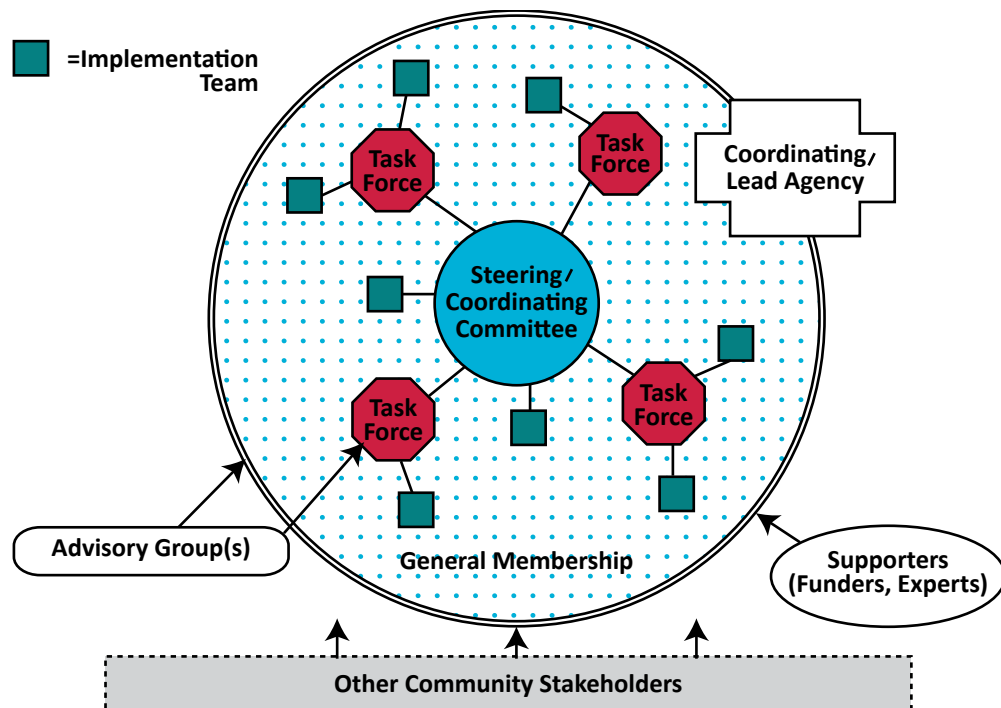 =Implementation
Team
Task
Force
Task
Force
Coordinating/
Lead Agency
Steering/
Coordinating
Committee
Task
Force
Task
Force
Advisory Group(s)
General Membership
Supporters
(Funders, Experts)
Other Community Stakeholders